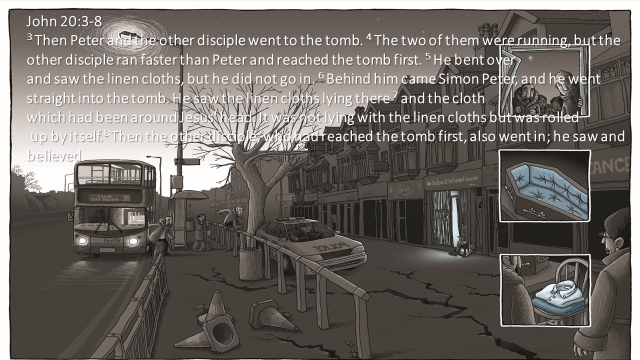 John 20:3-8
3 Then Peter and the other disciple went to the tomb. 4 The two of them were running, but the
other disciple ran faster than Peter and reached the tomb first. 5 He bent over
and saw the linen cloths, but he did not go in. 6 Behind him came Simon Peter, and he went
straight into the tomb. He saw the linen cloths lying there 7 and the cloth
which had been around Jesus' head. It was not lying with the linen cloths but was rolled
up by itself. 8 Then the other disciple, who had reached the tomb first, also went in; he saw and
believed
35
POLICE
ANCE